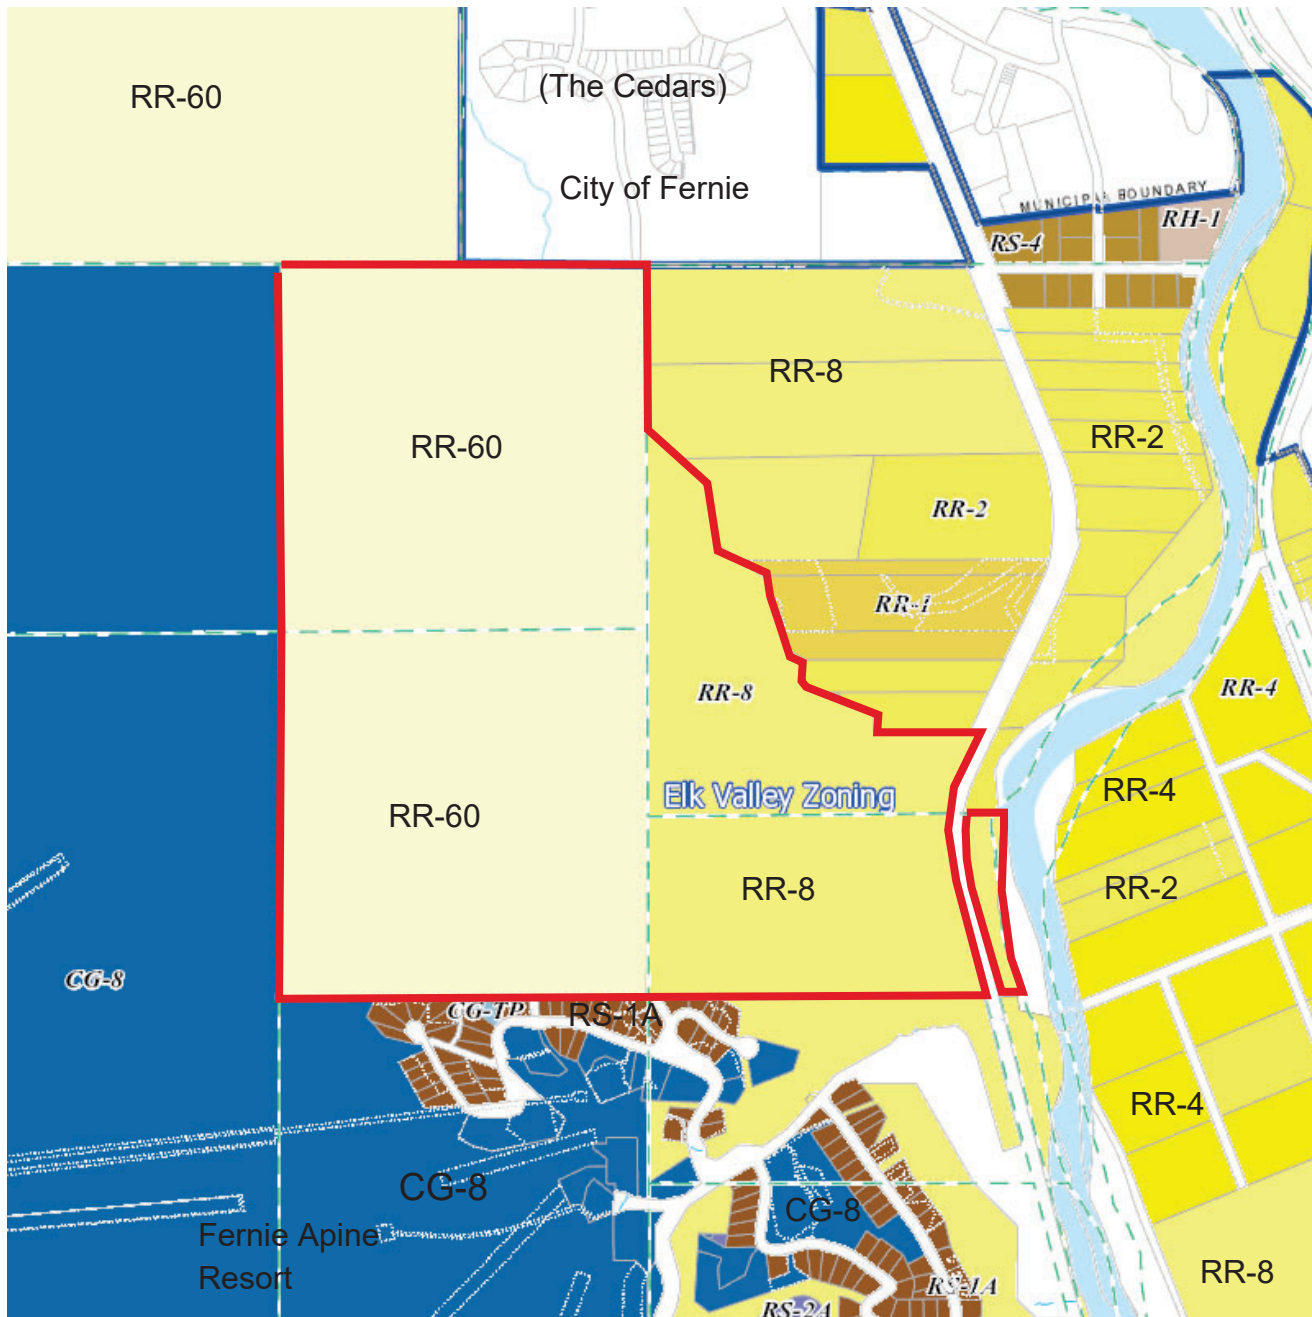 RR-60
(The Cedars)
City of Fernie
MUNICIPAL BOUNDARY
RH-1
RS-4
RR-8
RR-60
RR-2
RR-2
RR-1
RR-8
RR-4
Elk Valley Zoning
RR-4
RR-60
RR-8
RR-2
CG-8
CG-TP
RS-1A
RR-4
CG-8
CG-8
Fernie Apine
Resort
RR-8
RS-1A
RS-2A